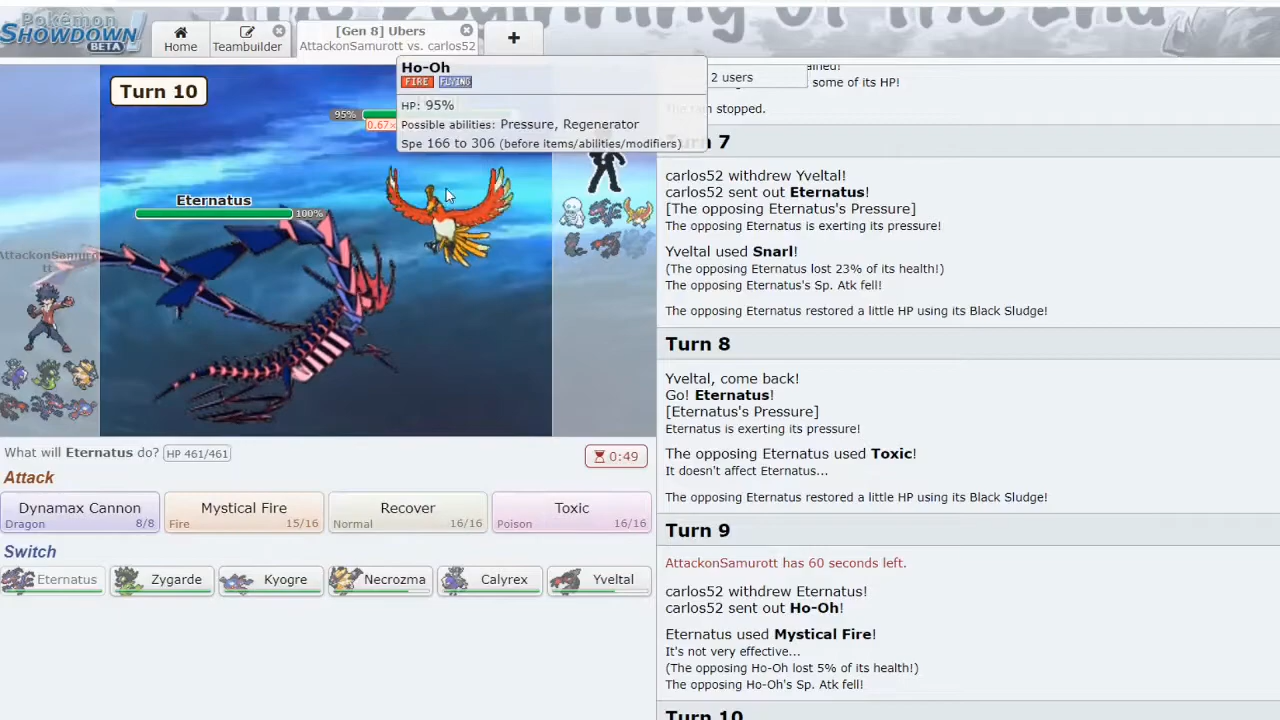 The Beginning of The End
Pokémon
SHOWDOWN
BETA
Home
Teambuilder
[Gen 8] Ubers
AttackonSamurott vs. carlos52
+
Ho-Oh
FIRE FLYING
HP: 95%
Possible abilities: Pressure, Regenerator
Spe 166 to 306 (before items/abilities/modifiers)
2 users
Turn 10
95%
0.67×
Eternatus
100%
AttackonSamuro
tt
What will Eternatus do? HP 461/461
0:49
Attack
Dynamax Cannon
Dragon 8/8
Mystical Fire
Fire 15/16
Recover
Normal 16/16
Toxic
Poison 16/16
Switch
Eternatus
Zygarde
Kyogre
Necrozma
Calyrex
Yveltal
some of its HP!
stopped.
Turn 7
carlos52 withdrew Yveltal!
carlos52 sent out Eternatus!
[The opposing Eternatus's Pressure]
The opposing Eternatus is exerting its pressure!
Yveltal used Snarl!
(The opposing Eternatus lost 23% of its health!)
The opposing Eternatus's Sp. Atk fell!
The opposing Eternatus restored a little HP using its Black Sludge!
Turn 8
Yveltal, come back!
Go! Eternatus!
[Eternatus's Pressure]
Eternatus is exerting its pressure!
The opposing Eternatus used Toxic!
It doesn't affect Eternatus...
The opposing Eternatus restored a little HP using its Black Sludge!
Turn 9
AttackonSamurott has 60 seconds left.
carlos52 withdrew Eternatus!
carlos52 sent out Ho-Oh!
Eternatus used Mystical Fire!
It's not very effective...
(The opposing Ho-Oh lost 5% of its health!)
The opposing Ho-Oh's Sp. Atk fell!
Turn 10